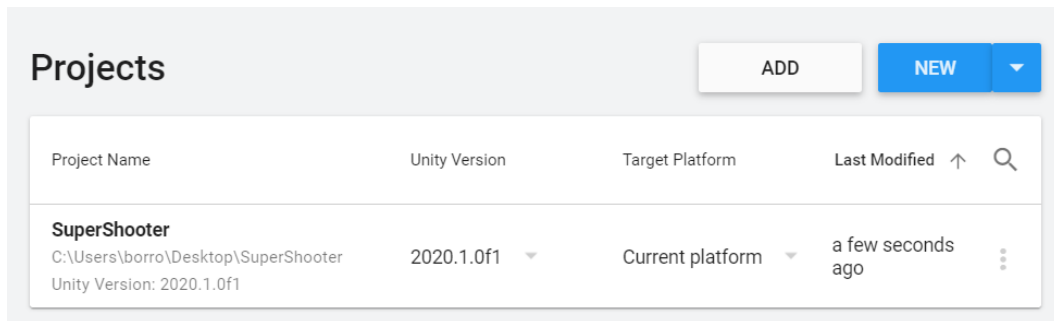 Projects
ADD
NEW
Project Name
Unity Version
Target Platform
Last Modified
SuperShooter
C:\Users\borro\Desktop\SuperShooter
Unity Version: 2020.1.0f1
2020.1.0f1
Current platform
a few seconds
ago